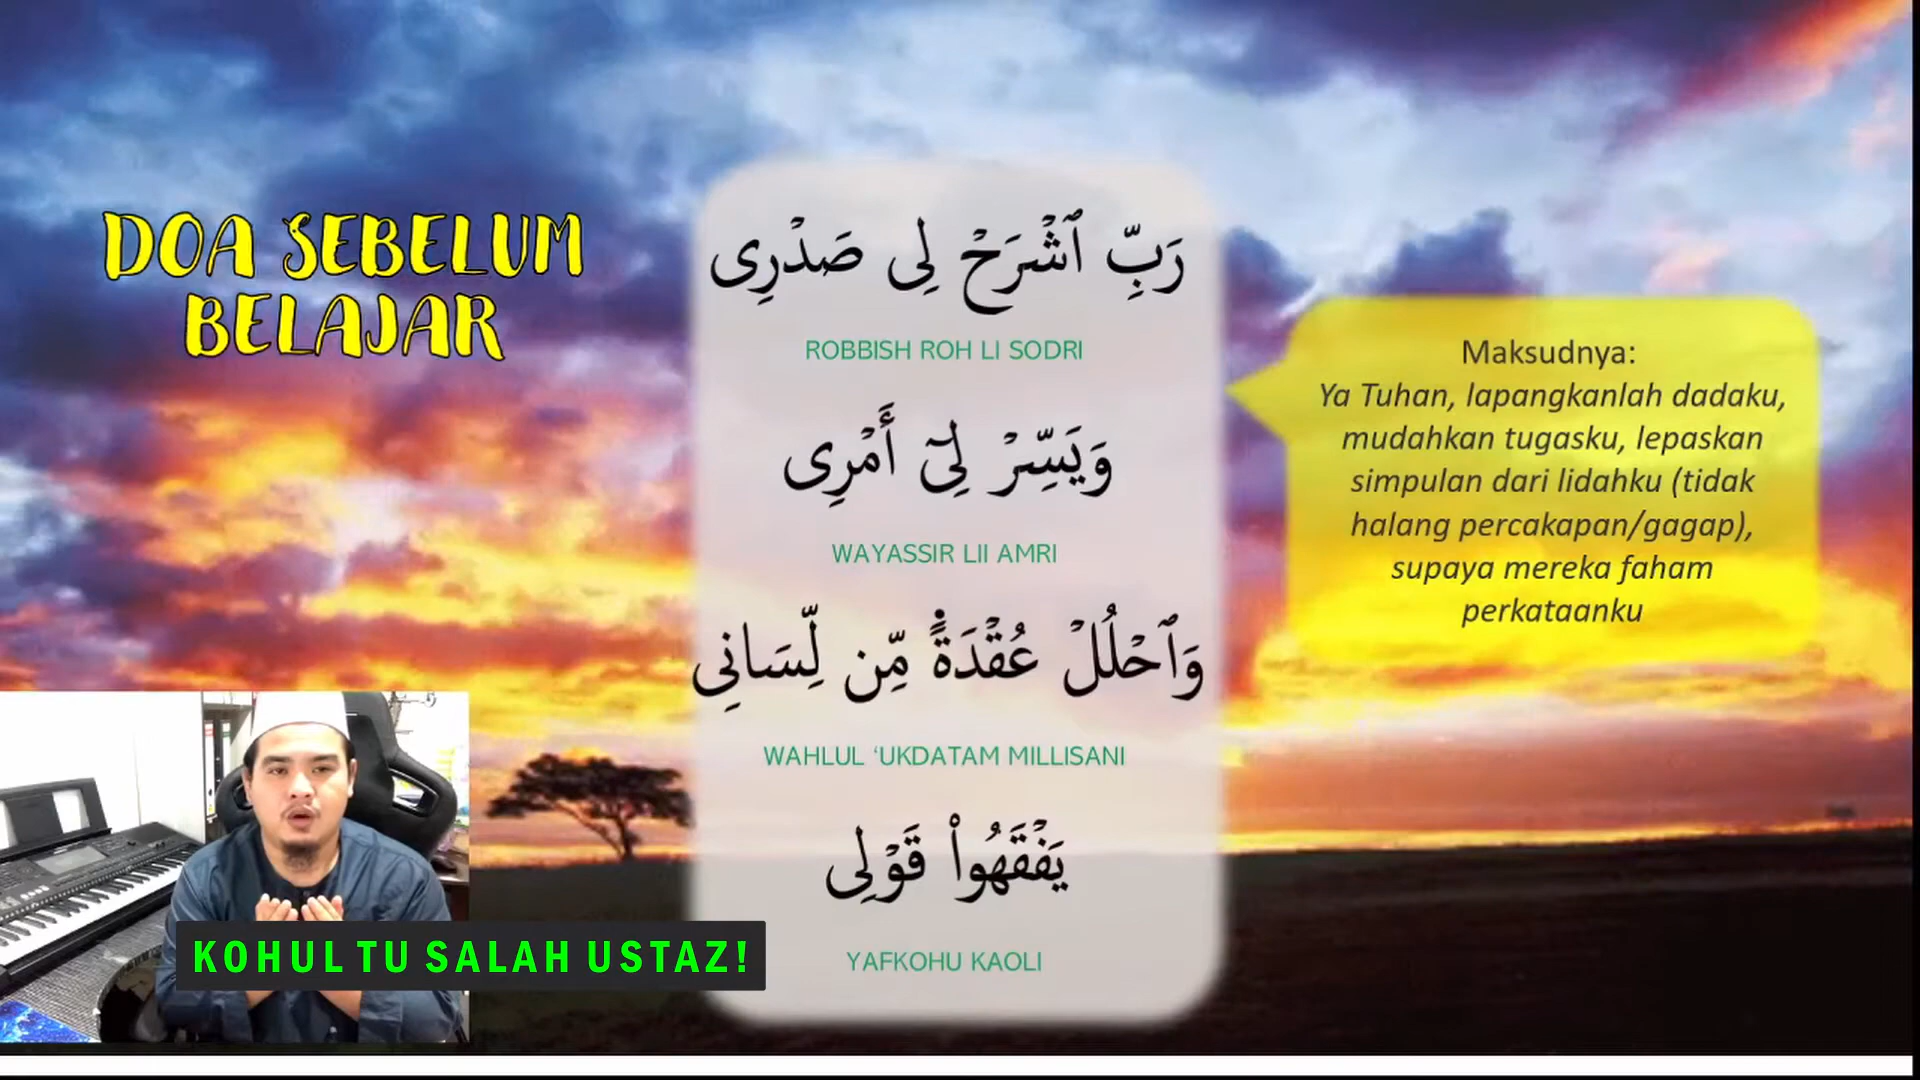 DOA SEBELUM
BELAJAR
رَبِّ ٱشْرَحْ لِى صَدْرِى
ROBBISH ROH LI SODRI
وَيَسِّرْ لِىٓ أَمْرِى
WAYASSIR LII AMRI
وَٱحْلُلْ عُقْدَةً مِّن لِّسَانِى
WAHLUL ‘UKDATAM MILLISANI
يَفْقَهُوا۟ قَوْلِى
YAFKOHU KAOLI
Maksudnya:
Ya Tuhan, lapangkanlah dadaku,
mudahkan tugasku, lepaskan
simpulan dari lidahku (tidak
halang percakapan/gagap),
supaya mereka faham
perkataanku
KOHUL TU SALAH USTAZ!